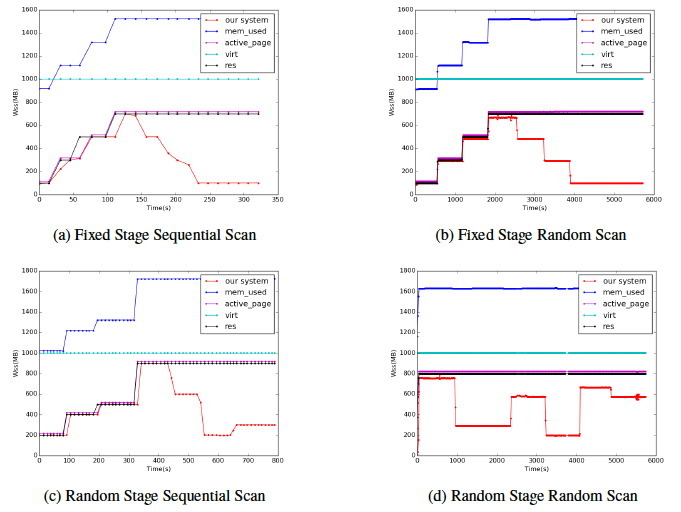 1600
1400
1200
1000
800
600
400
200
0
Wss(MB)
0 50 100 150 200 250 300 350
Time(s)
our system
mem_used
active_page
virt
res
(a) Fixed Stage Sequential Scan
1600
1400
1200
1000
800
600
400
200
0
Wss(MB)
0 1000 2000 3000 4000 5000 6000
Time(s)
our system
mem_used
active_page
virt
res
(b) Fixed Stage Random Scan
1800
1600
1400
1200
1000
800
600
400
200
0
Wss(MB)
0 100 200 300 400 500 600 700 800
Time(s)
our system
mem_used
active_page
virt
res
(c) Random Stage Sequential Scan
1800
1600
1400
1200
1000
800
600
400
200
0
Wss(MB)
0 1000 2000 3000 4000 5000 6000
Time(s)
our system
mem_used
active_page
virt
res
(d) Random Stage Random Scan